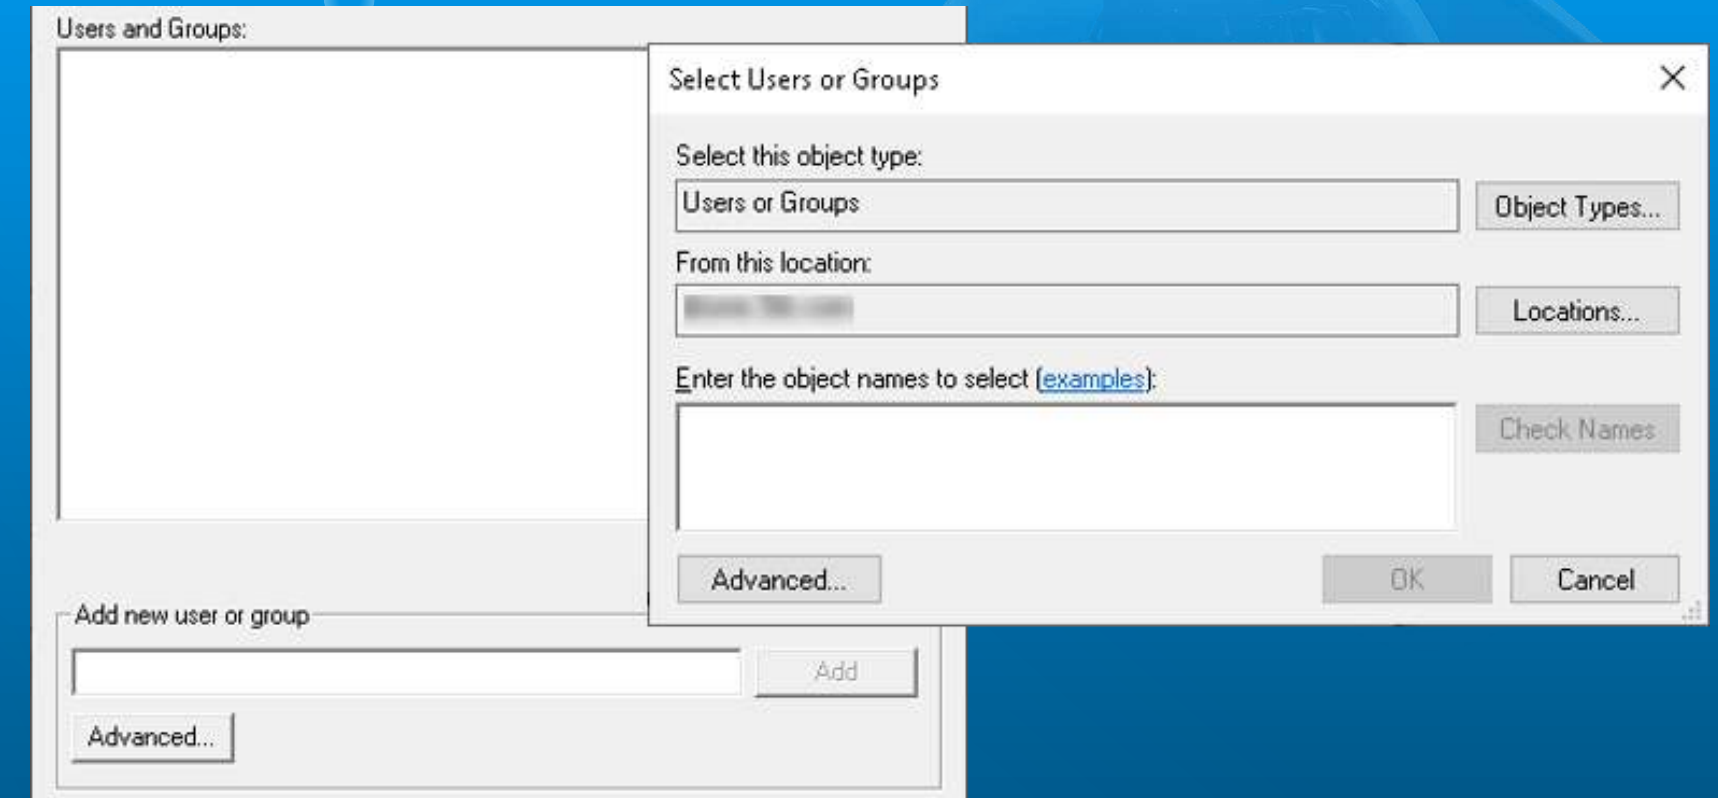 Users and Groups:
Select Users or Groups
Select this object type:
Users or Groups
Object Types...
From this location:
Locations...
Enter the object names to select (examples):
Check Names
Advanced...
OK
Cancel
Add new user or group
Add
Advanced...